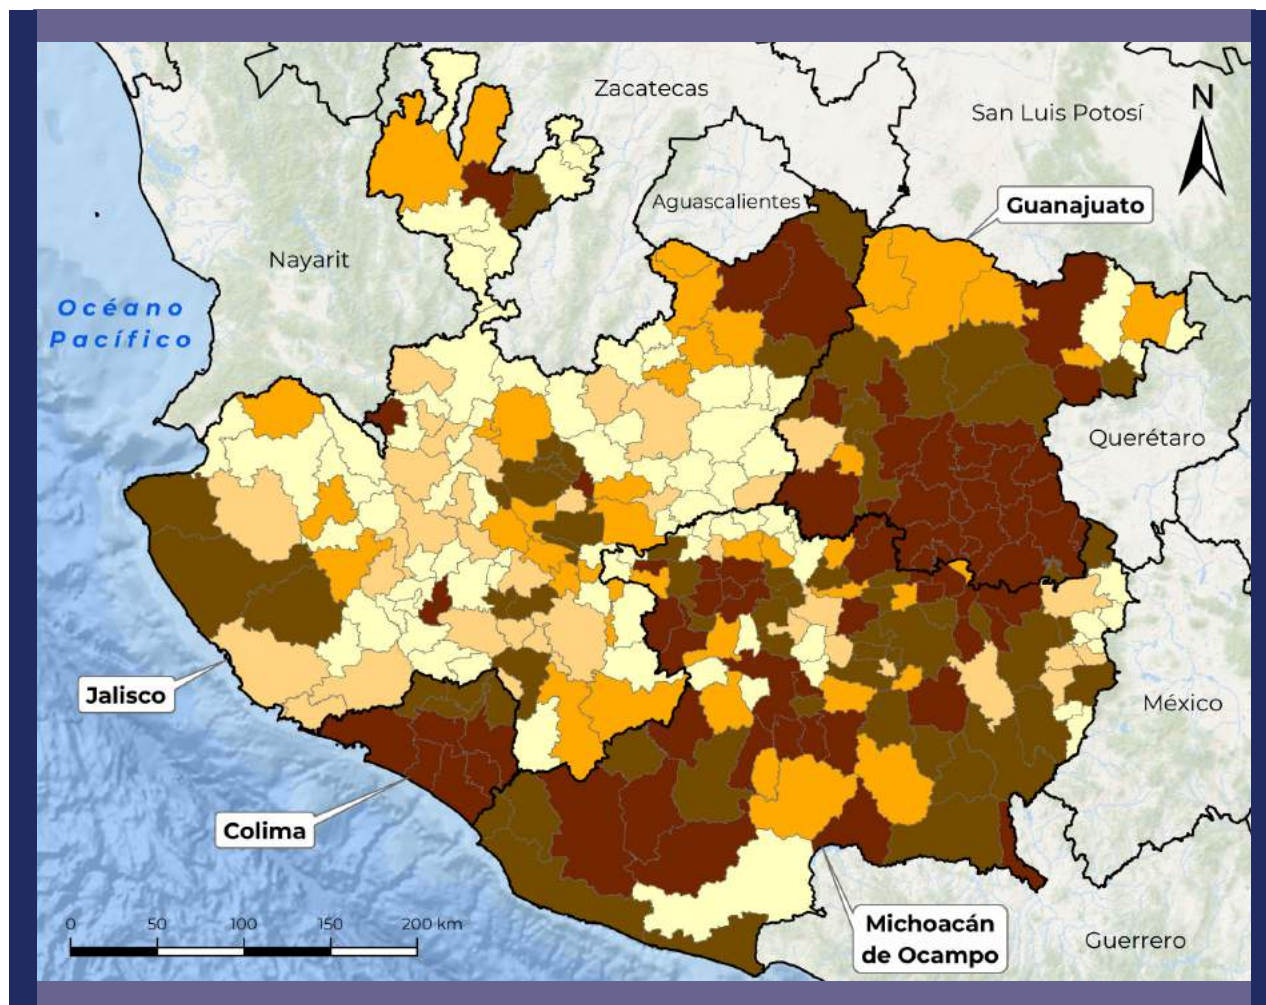 Zacatecas
San Luis Potosí
N
Aguascalientes
Guanajuato
Nayarit
Océano
Pacífico
Querétaro
Jalisco
México
Colima
Michoacán
de Ocampo
Guerrero
0 50 100 150 200 km